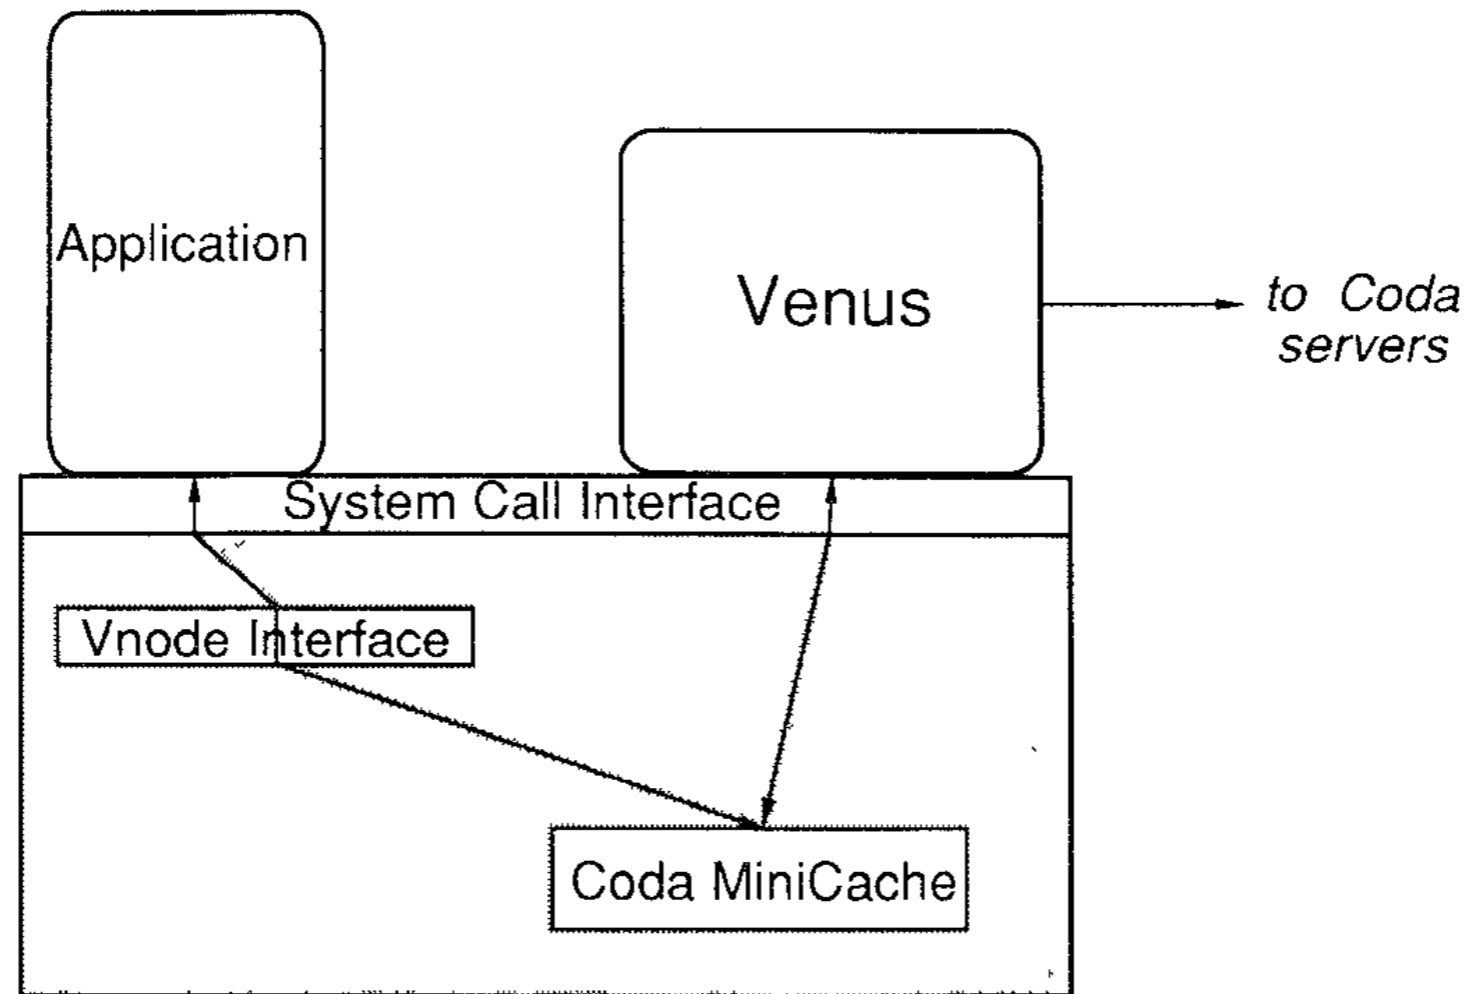 Application
Venus
to Coda
servers
System Call Interface
Vnode Interface
Coda MiniCache